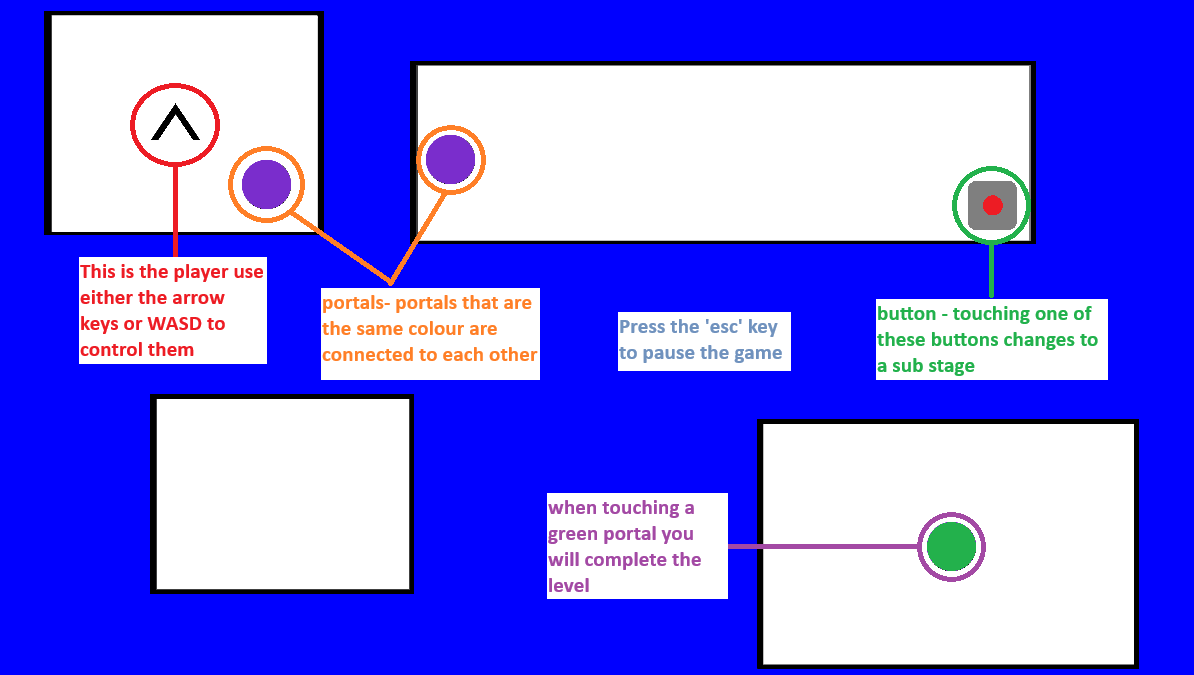 This is the player use
either the arrow
keys or WASD to
control them
portals- portals that are
the same colour are
connected to each other
Press the 'esc' key
to pause the game
button - touching one of
these buttons changes to
a sub stage
when touching a
green portal you
will complete the
level